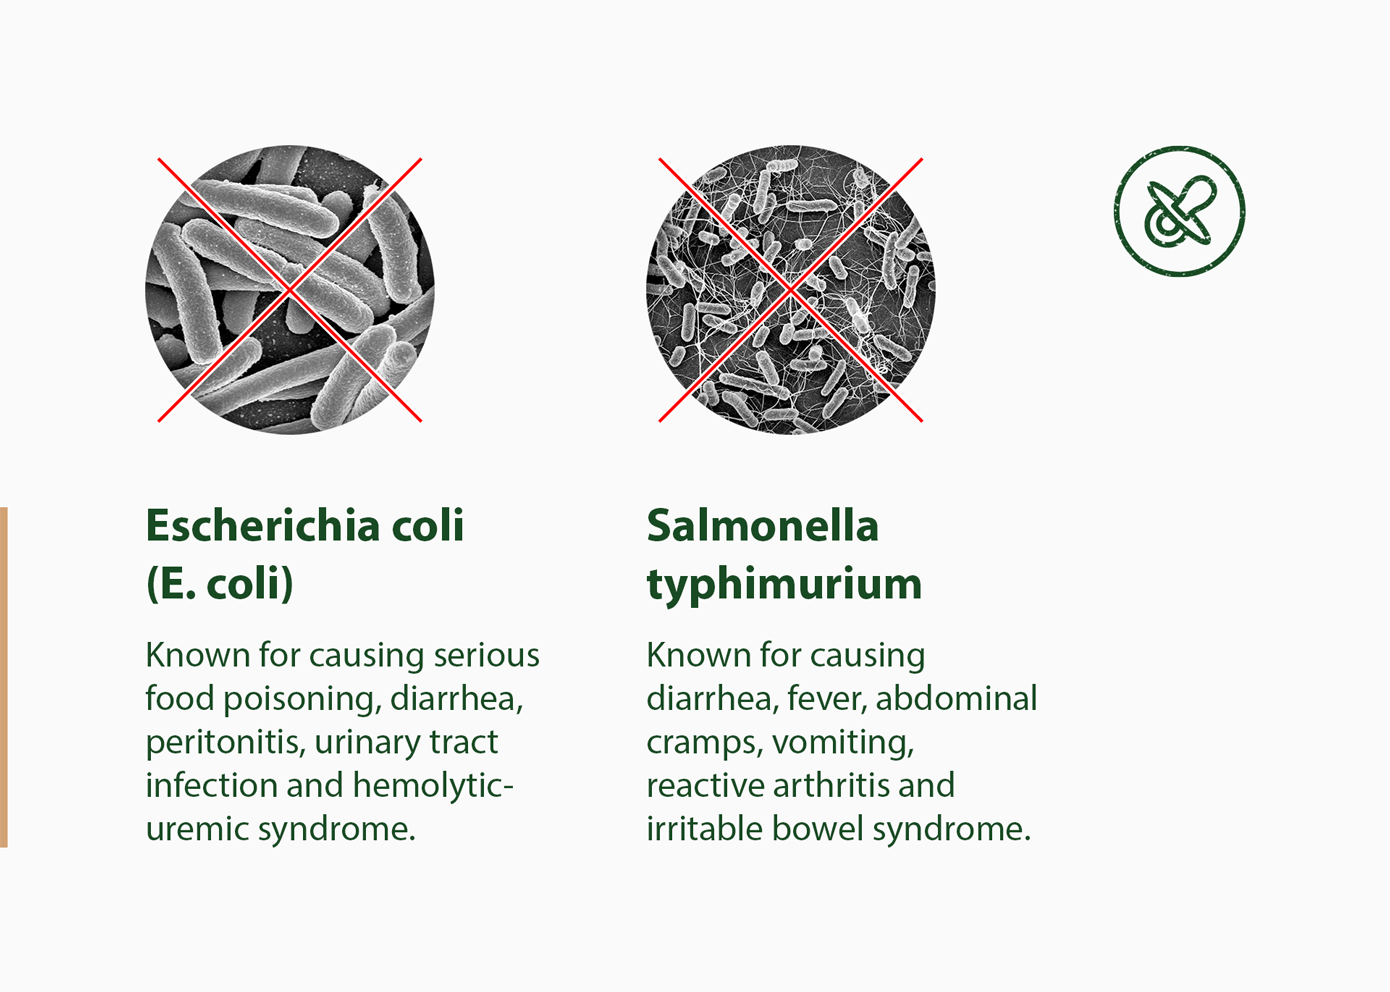 Escherichia coli
(E. coli)
Known for causing serious
food poisoning, diarrhea,
peritonitis, urinary tract
infection and hemolytic-
uremic syndrome.
Salmonella
typhimurium
Known for causing
diarrhea, fever, abdominal
cramps, vomiting,
reactive arthritis and
irritable bowel syndrome.